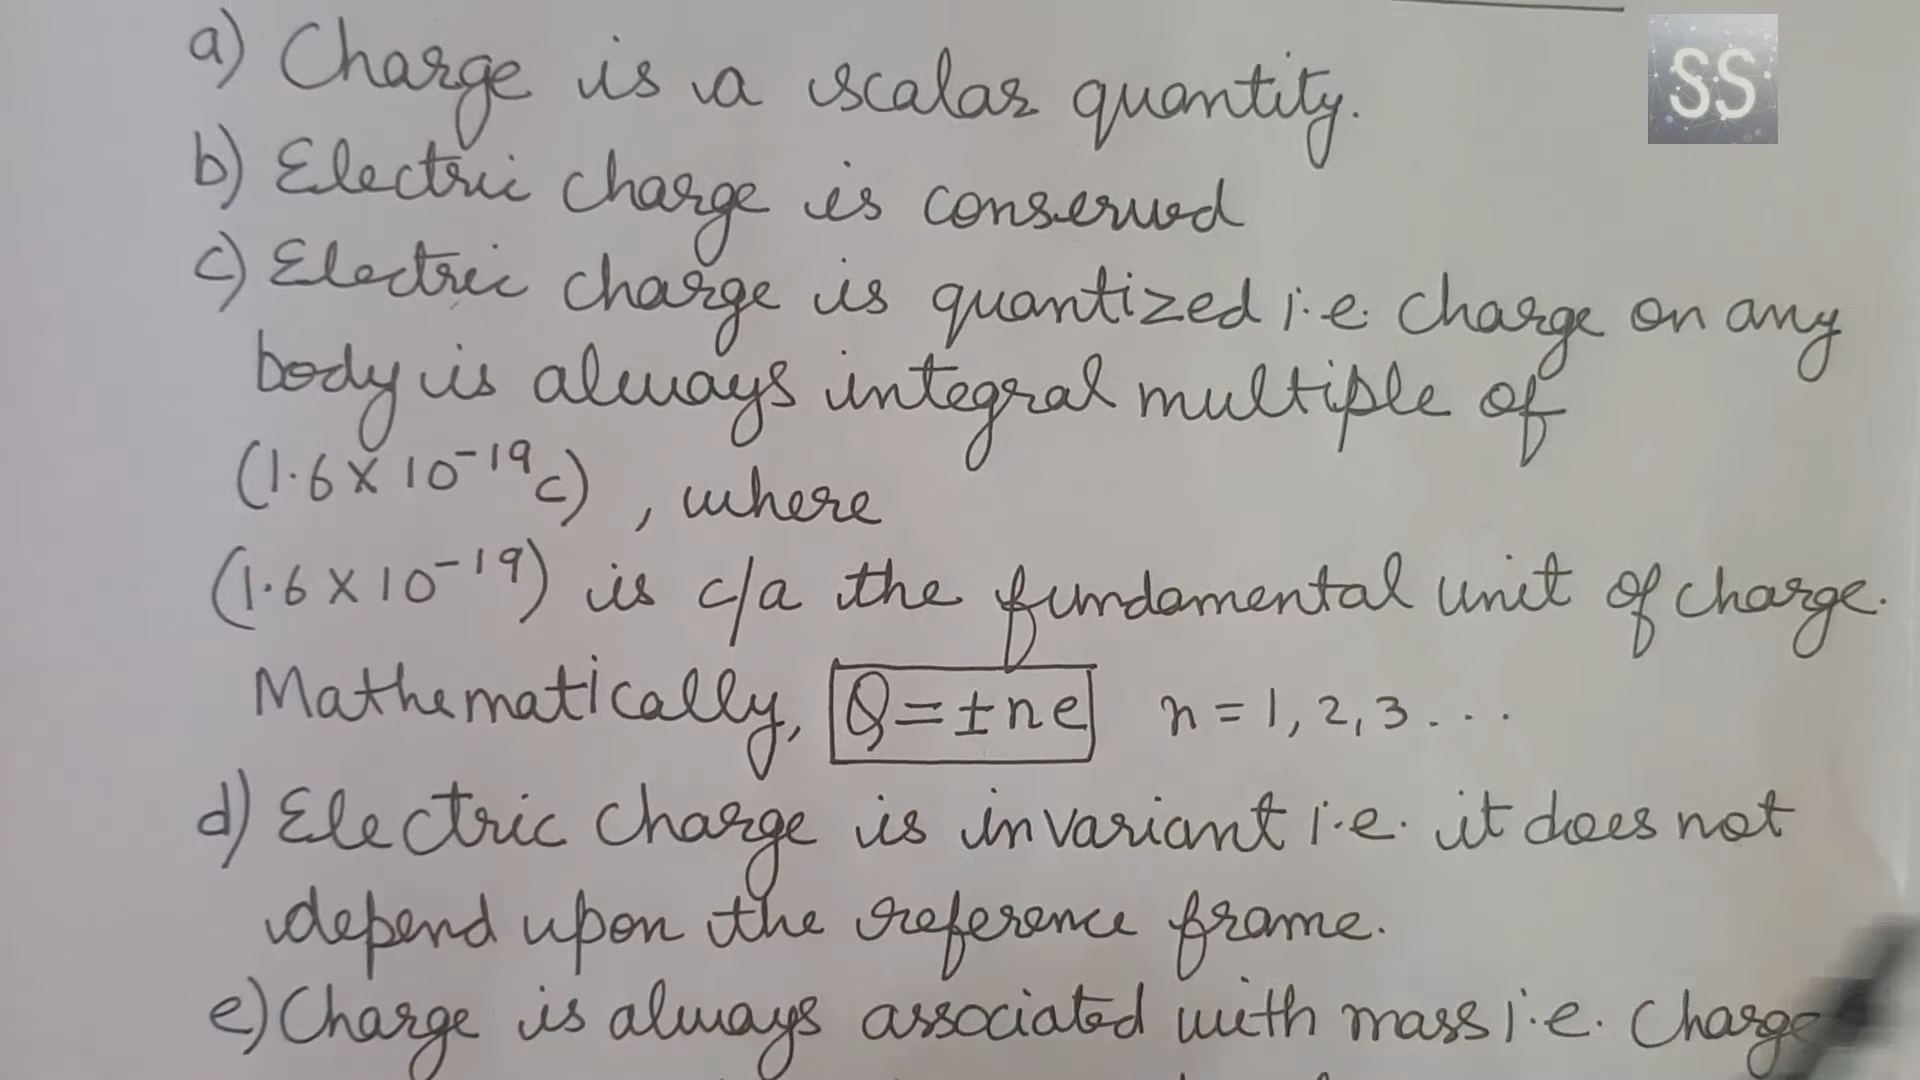 a) Charge is a scalar quantity.
SS
b) Electric charge is conserved
c) Electric charge is quantized i.e. charge on any
body is always integral multiple of
(1.6 × 10⁻¹⁹c) , where
(1.6 × 10⁻¹⁹) is c/a the fundamental unit of charge.
Mathematically, Q = ± n e n = 1, 2, 3 . . .
d) Electric charge is invariant i.e. it does not
depend upon the reference frame.
e) Charge is always associated with mass i.e. Charge